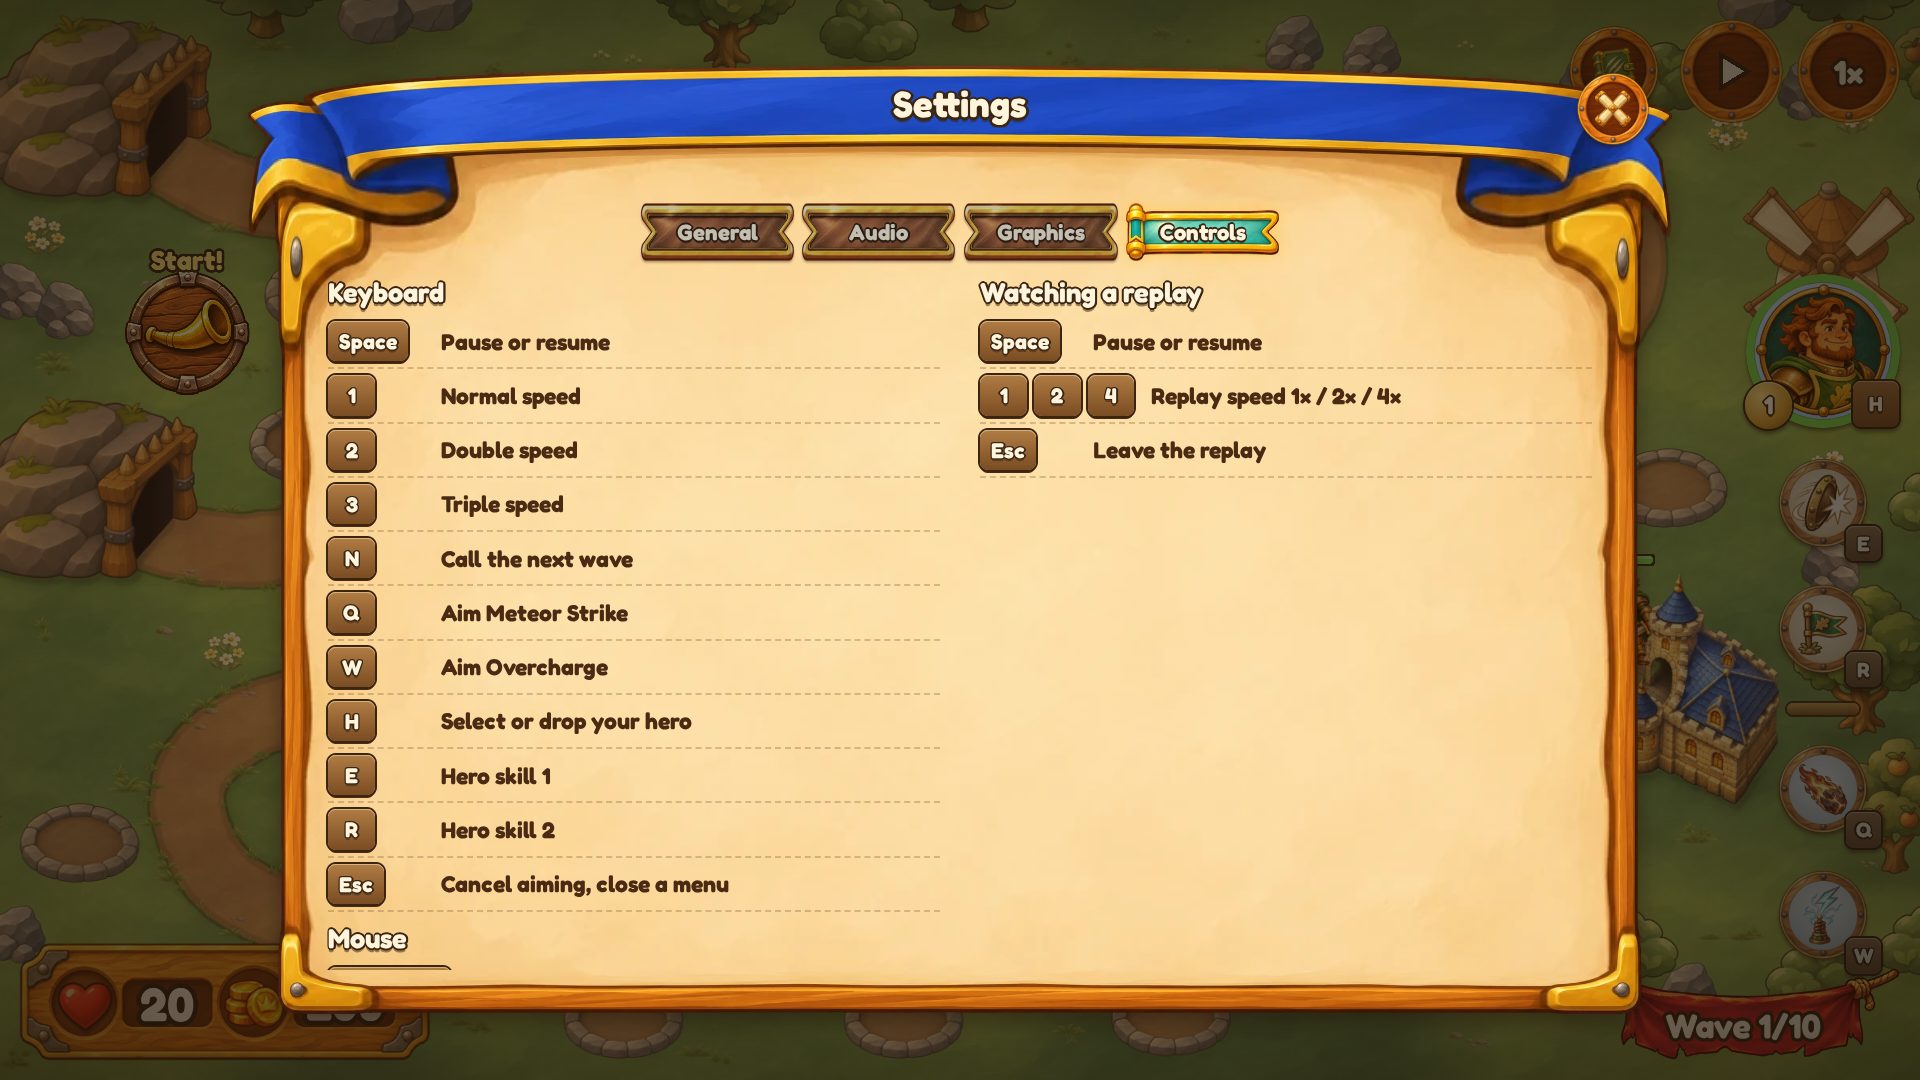 Settings
1x
General
Audio
Graphics
Controls
Start!
Keyboard
Space Pause or resume
1 Normal speed
2 Double speed
3 Triple speed
N Call the next wave
Q Aim Meteor Strike
W Aim Overcharge
H Select or drop your hero
E Hero skill 1
R Hero skill 2
Esc Cancel aiming, close a menu
Mouse
Watching a replay
Space Pause or resume
1 2 4 Replay speed 1x / 2x / 4x
Esc Leave the replay
1
H
E
R
Q
W
20
Wave 1/10